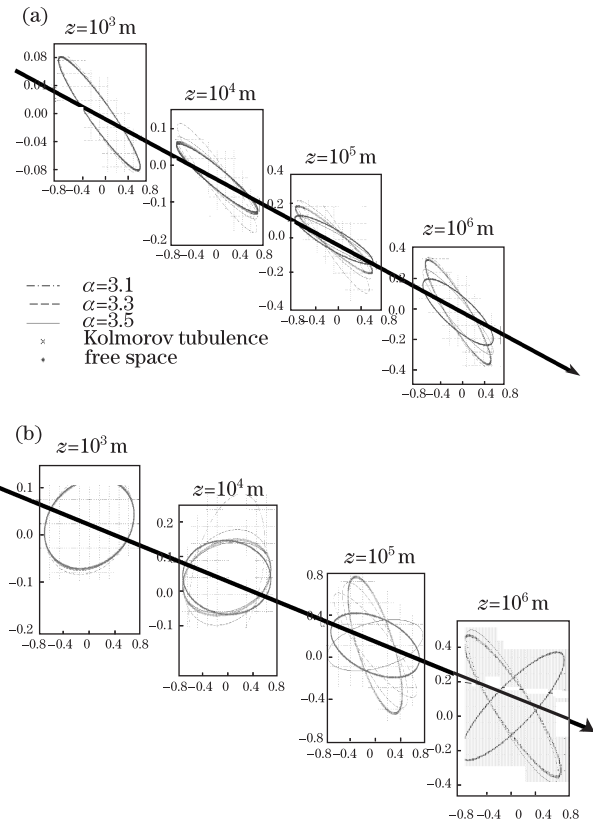 (a)
z=10³ m
0.08
0.04
0.00
−0.04
−0.08
−0.8 −0.4 0 0.4 0.8
z=10⁴ m
0.1
0.0
−0.1
−0.2
−0.8 −0.4 0 0.4 0.8
z=10⁵ m
0.4
0.2
0.0
−0.2
−0.4
−0.8 −0.4 0 0.4 0.8
z=10⁶ m
0.4
0.2
−0.0
−0.2
−0.4
−0.8 −0.4 0 0.4 0.8
α=3.1
α=3.3
α=3.5
Kolmorov tubulence
free space
(b)
z=10³ m
0.1
0.0
−0.1
−0.2
−0.8 −0.4 0 0.4 0.8
z=10⁴ m
0.2
0.1
0.0
−0.1
−0.8 −0.4 0 0.4 0.8
z=10⁵ m
0.8
0.4
0.0
−0.4
−0.8
−0.8 −0.4 0 0.4 0.8
z=10⁶ m
0.4
0.2
0.0
−0.2
−0.4
−0.8 −0.4 0 0.4 0.8